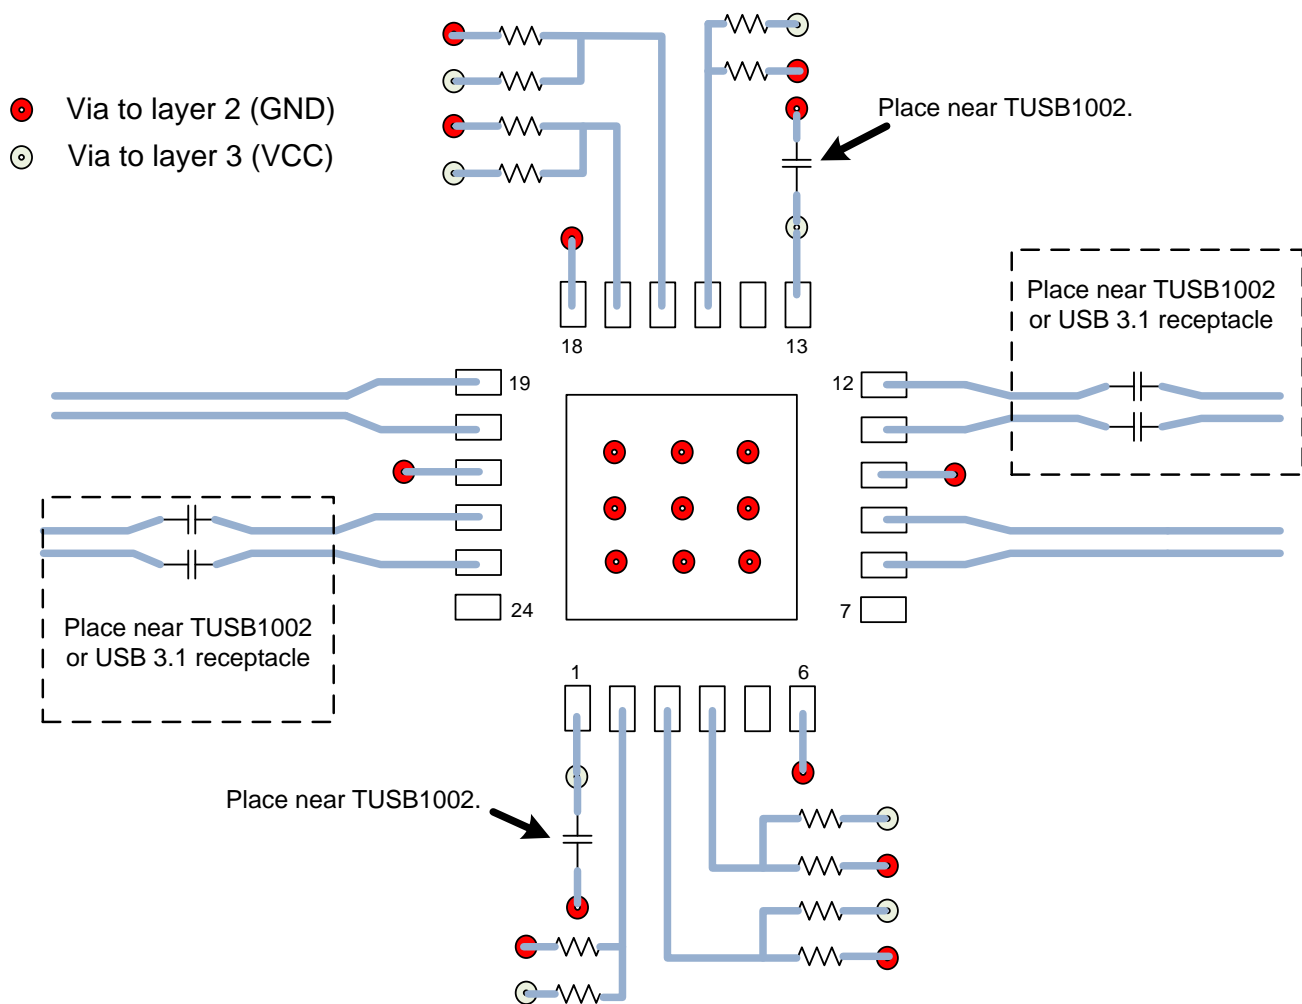 Via to layer 2 (GND)
Via to layer 3 (VCC)
Place near TUSB1002.
Place near TUSB1002
or USB 3.1 receptacle
18
13
19
12
24
7
Place near TUSB1002
or USB 3.1 receptacle
1
6
Place near TUSB1002.